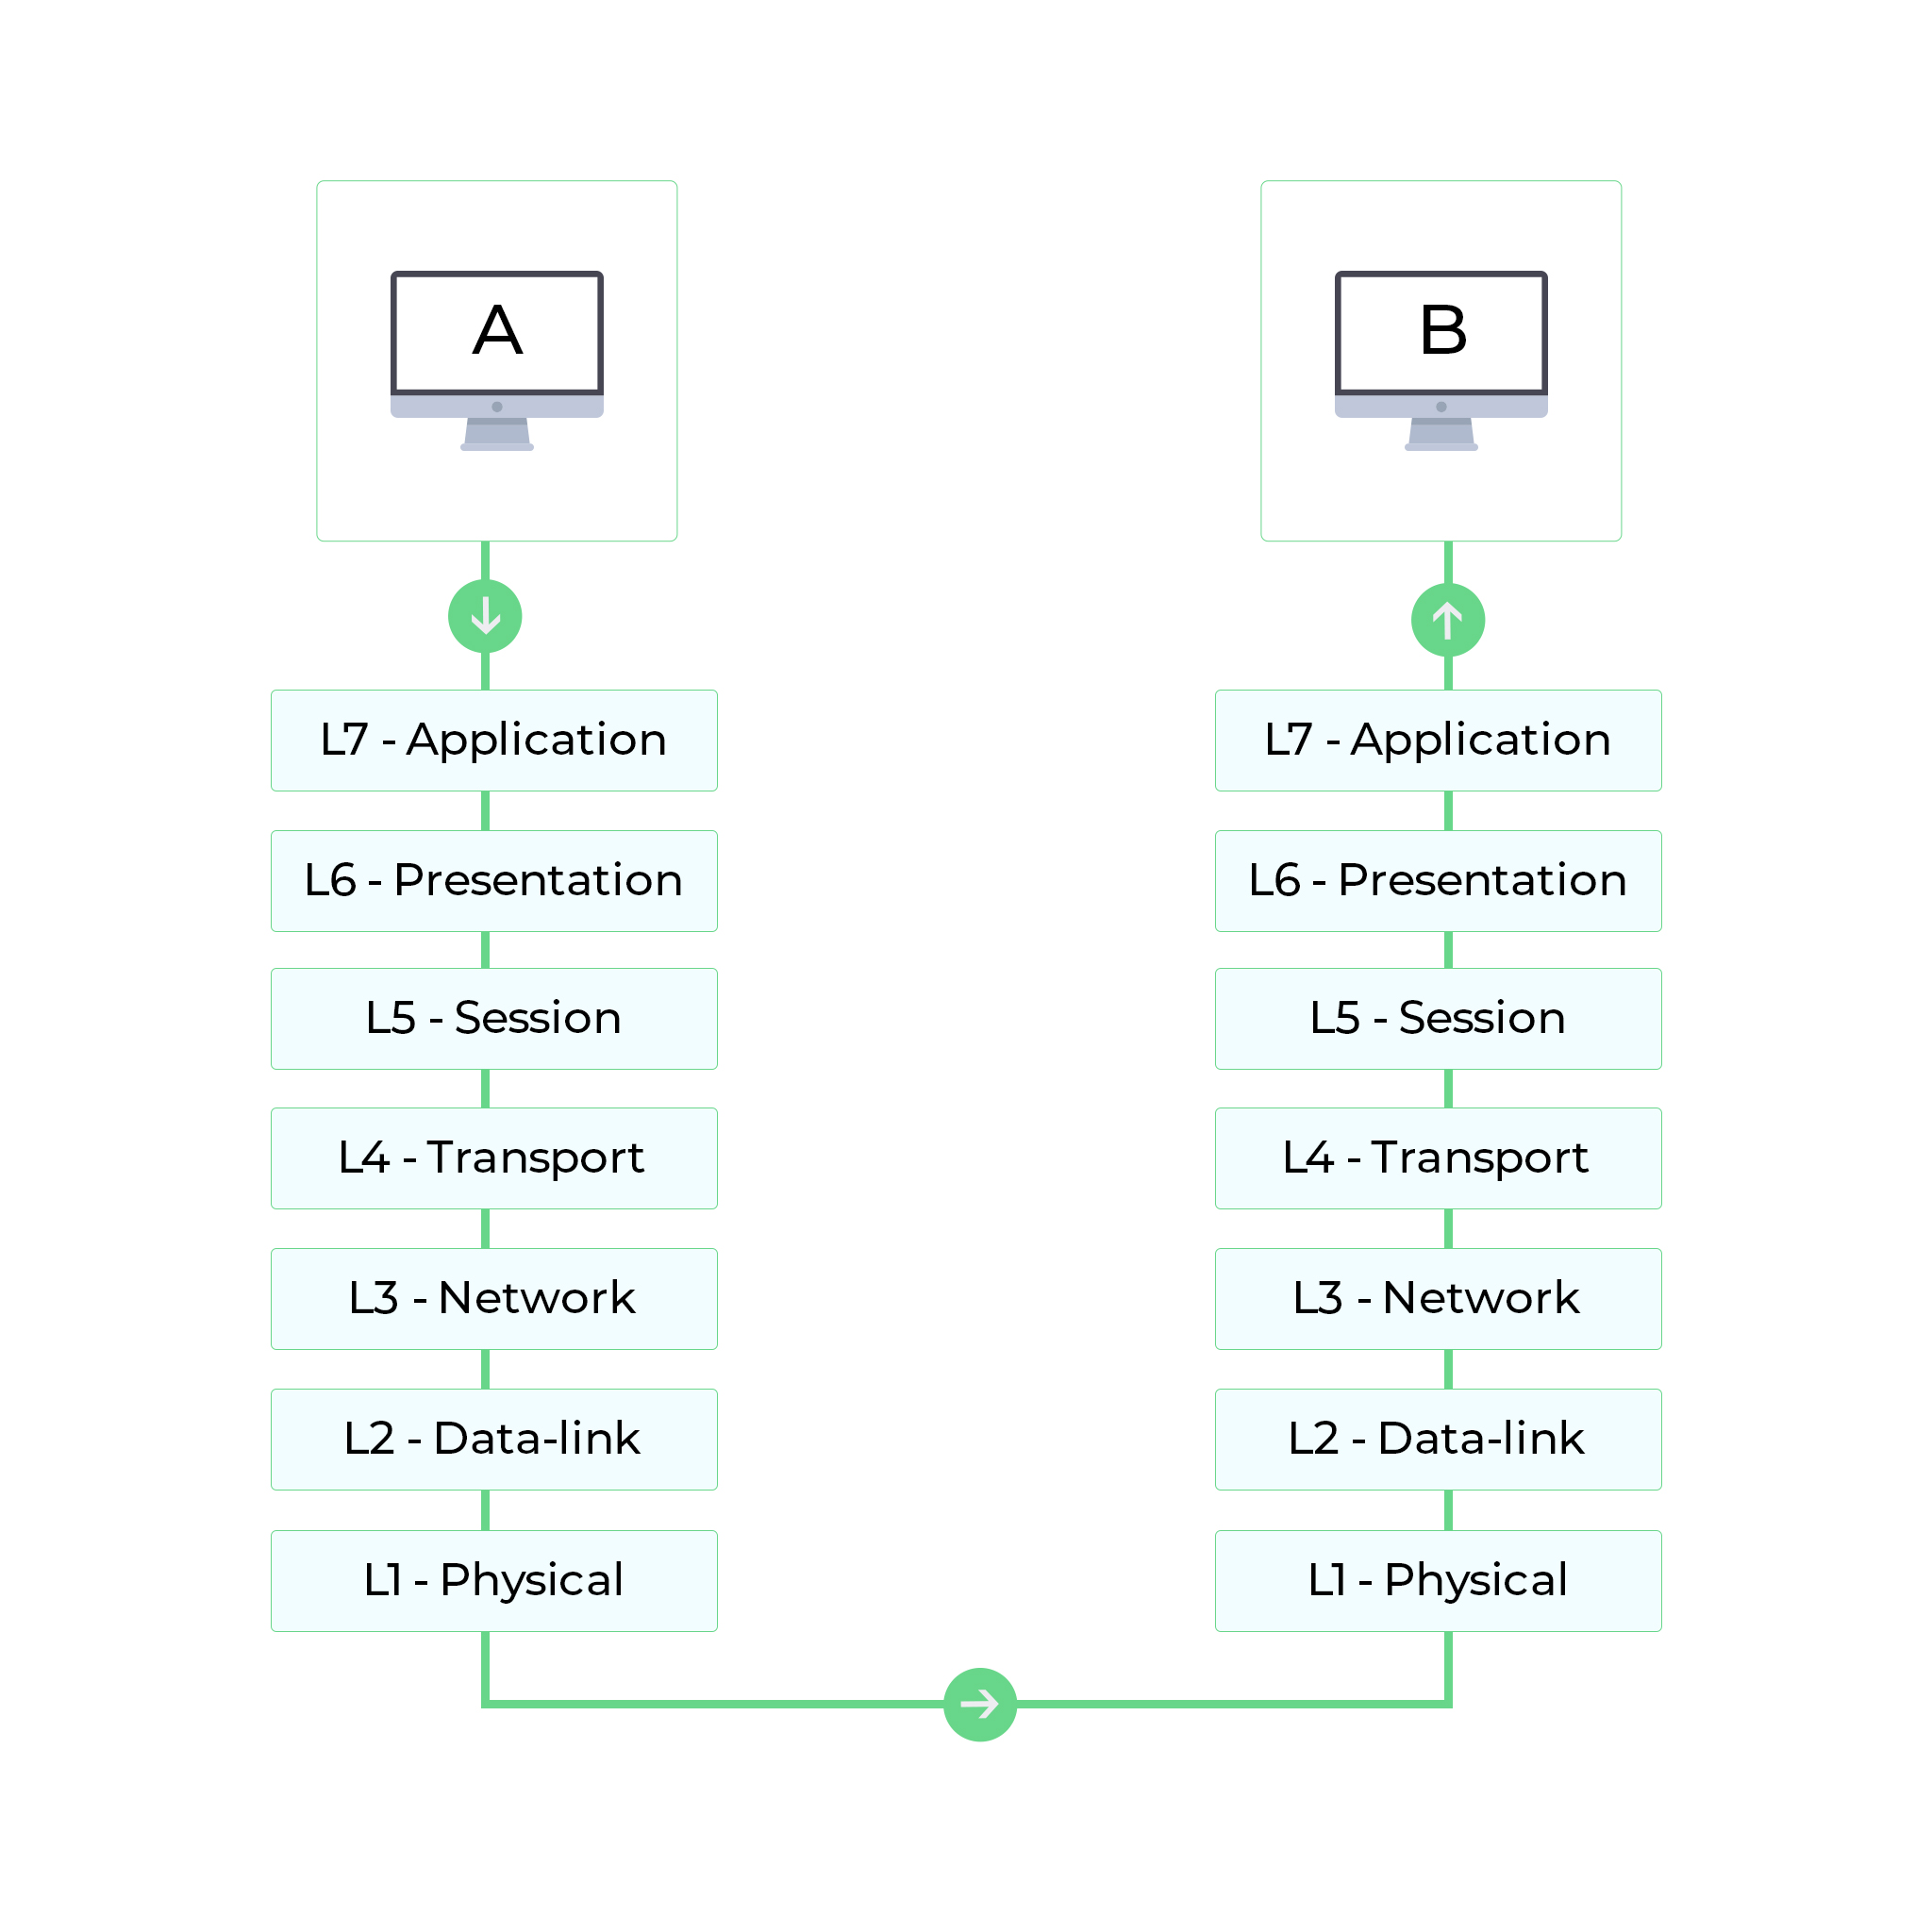 A
L7 - Application
L6 - Presentation
L5 - Session
L4 - Transport
L3 - Network
L2 - Data-link
L1 - Physical
B
L7 - Application
L6 - Presentation
L5 - Session
L4 - Transport
L3 - Network
L2 - Data-link
L1 - Physical